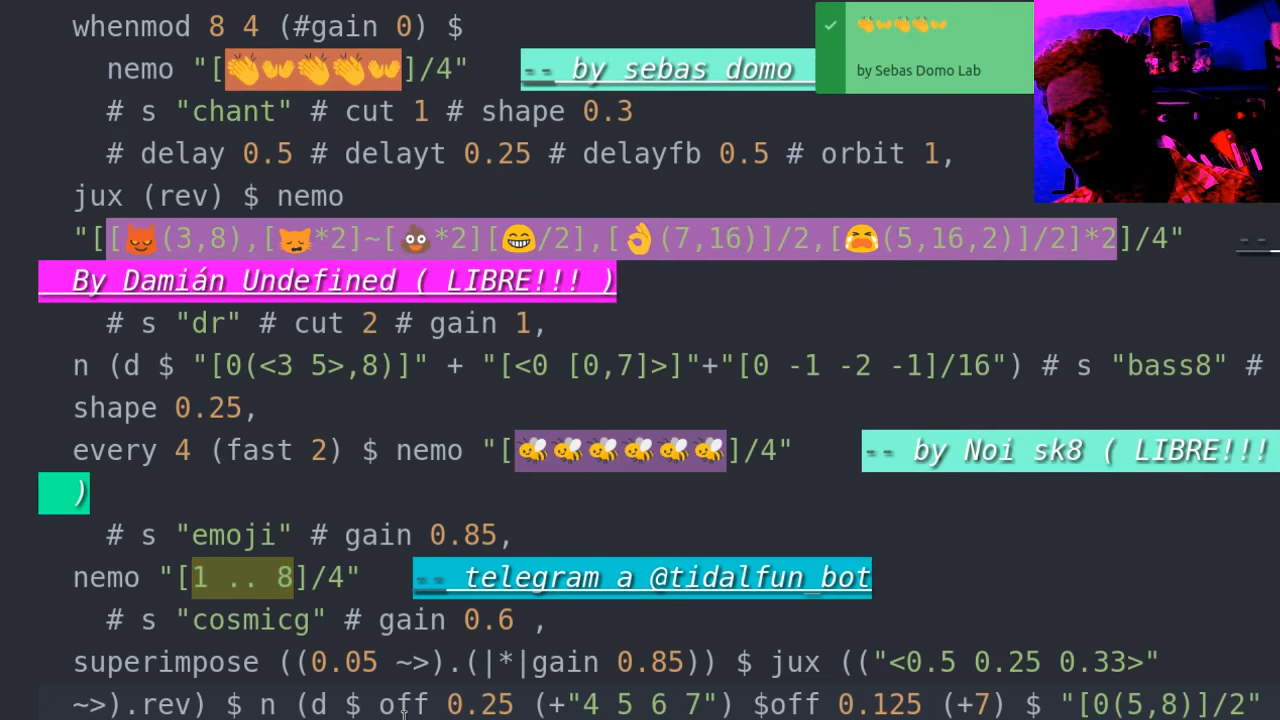 whenmod 8 4 (#gain 0) $
nemo "[👏👐👏👏👐]/4" -- by sebas domo
👏👐👏👏👐
by Sebas Domo Lab
# s "chant" # cut 1 # shape 0.3
# delay 0.5 # delayt 0.25 # delayfb 0.5 # orbit 1,
jux (rev) $ nemo
"[[😈(3,8),[😿*2]~[💩*2][😂/2],[👌(7,16)]/2,[😭(5,16,2)]/2]*2]/4" --
By Damián Undefined ( LIBRE!!! )
# s "dr" # cut 2 # gain 1,
n (d $ "[0(<3 5>,8)]" + "[<0 [0,7]>]"+"[0 -1 -2 -1]/16") # s "bass8" #
shape 0.25,
every 4 (fast 2) $ nemo "[🐝🐝🐝🐝🐝🐝]/4" -- by Noi sk8 ( LIBRE!!!
)
# s "emoji" # gain 0.85,
nemo "[1 .. 8]/4" -- telegram a @tidalfun_bot
# s "cosmicg" # gain 0.6 ,
superimpose ((0.05 ~>).(|*|gain 0.85)) $ jux (("<0.5 0.25 0.33>"
~>).rev) $ n (d $ off 0.25 (+"4 5 6 7") $off 0.125 (+7) $ "[0(5,8)]/2"